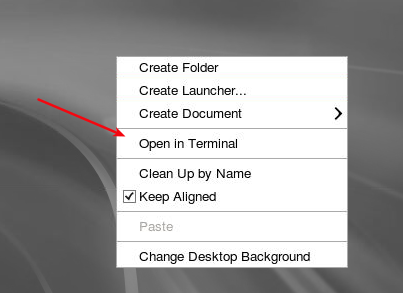 Create Folder
Create Launcher...
Create Document
Open in Terminal
Clean Up by Name
Keep Aligned
Paste
Change Desktop Background